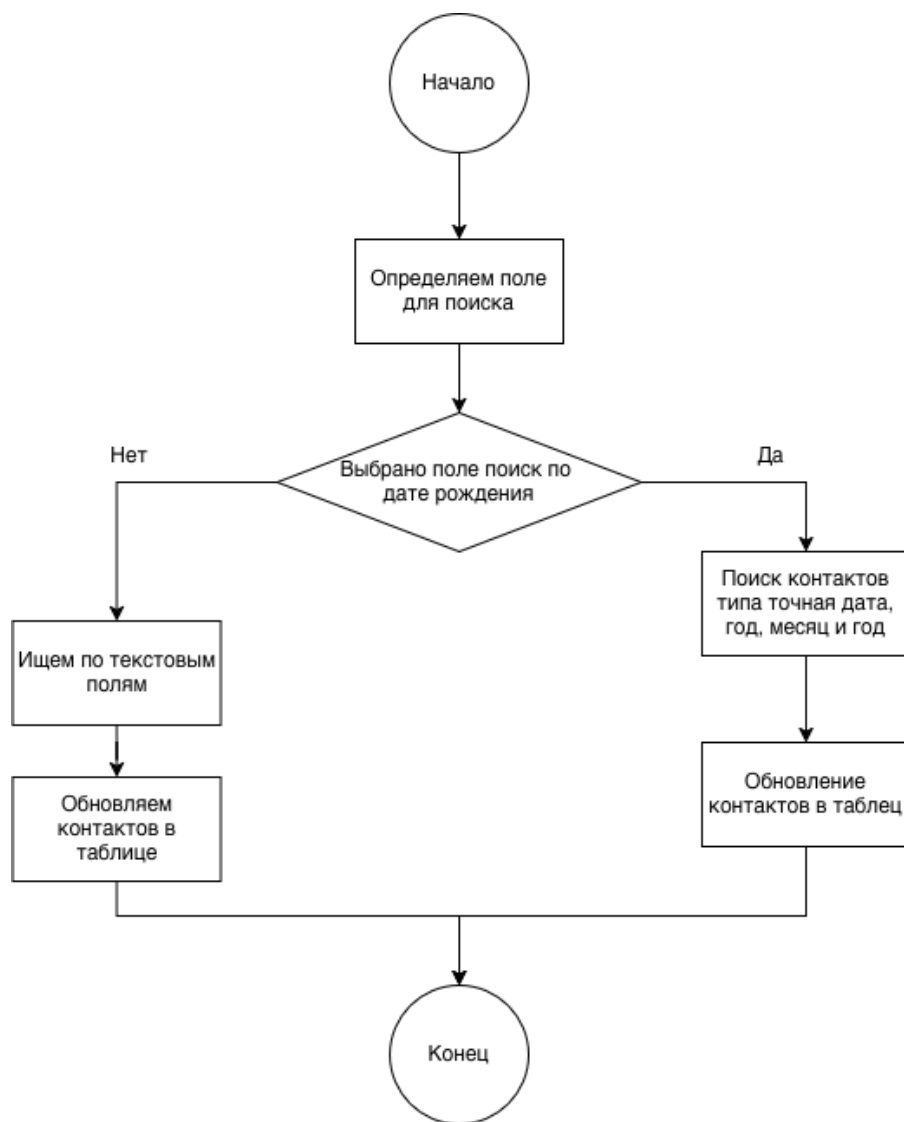 Начало
Определяем поле
для поиска
Нет
Да
Выбрано поле поиск по
дате рождения
Поиск контактов
типа точная дата,
год, месяц и год
Ищем по текстовым
полям
Обновление
контактов в таблец
Обновляем
контактов в
таблице
Конец